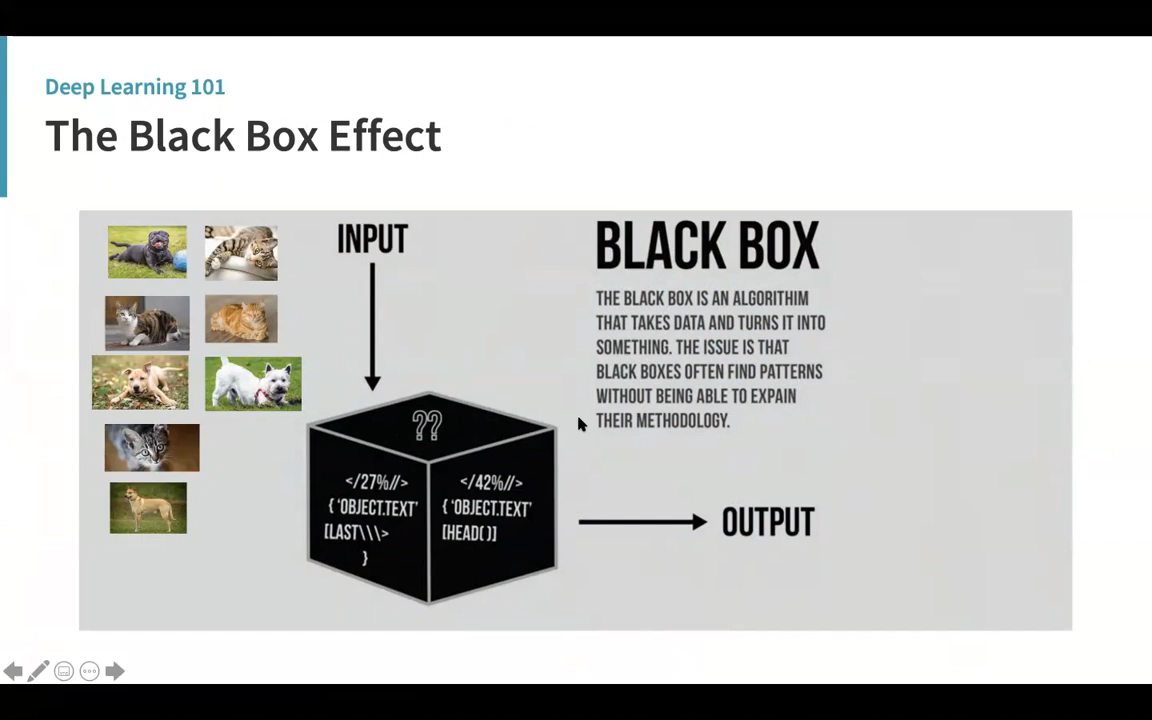 Deep Learning 101
The Black Box Effect
INPUT
BLACK BOX
THE BLACK BOX IS AN ALGORITHIM
THAT TAKES DATA AND TURNS IT INTO
SOMETHING. THE ISSUE IS THAT
BLACK BOXES OFTEN FIND PATTERNS
WITHOUT BEING ABLE TO EXPAIN
THEIR METHODOLOGY.
??
</27%//>
{ 'OBJECT.TEXT'
[LAST\\\>
}
</42%//>
{ 'OBJECT.TEXT'
[HEAD()]
OUTPUT